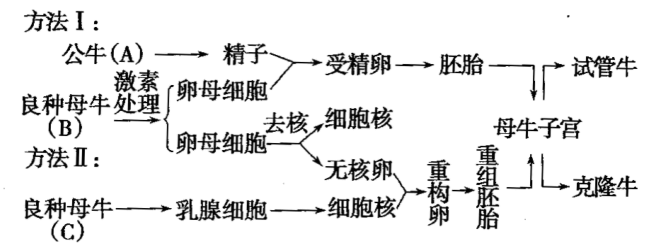 方法Ⅰ:
公牛(A) 精子 受精卵 胚胎 试管牛
良种母牛 激素处理 卵母细胞
(B) 卵母细胞 去核 细胞核 母牛子宫
方法Ⅱ: 无核卵 重构卵 重组胚胎 克隆牛
良种母牛 乳腺细胞 细胞核
(C)